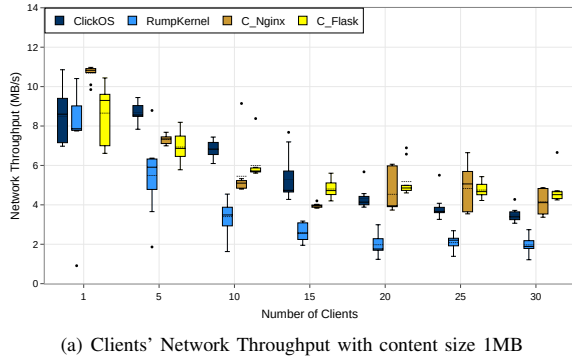 ClickOS RumpKernel C_Nginx C_Flask
14
12
10
8
6
4
2
0
Network Throughput (MB/s)
1 5 10 15 20 25 30
Number of Clients
(a) Clients' Network Throughput with content size 1MB